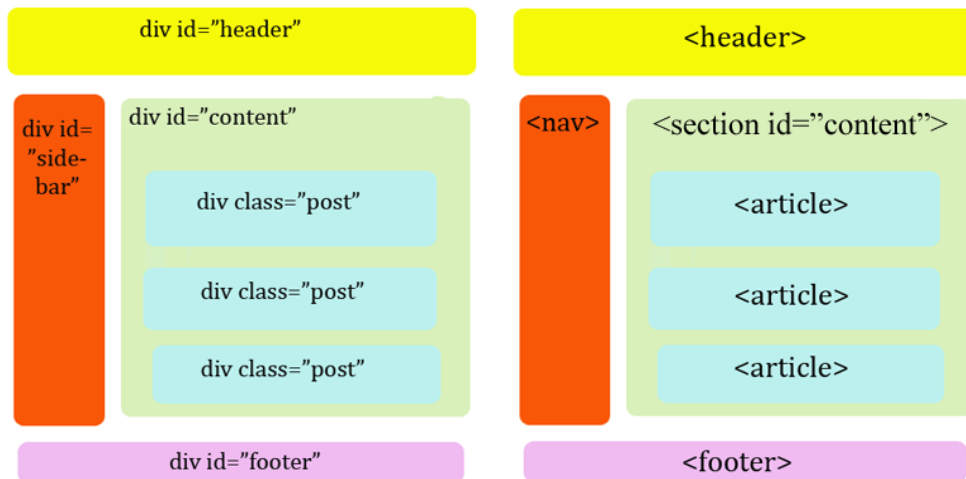 div id=”header”
div id=
”side-
bar”
div id=”content”
div class=”post”
div class=”post”
div class=”post”
div id=”footer”
<header>
<nav>
<section id=”content”>
<article>
<article>
<article>
<footer>